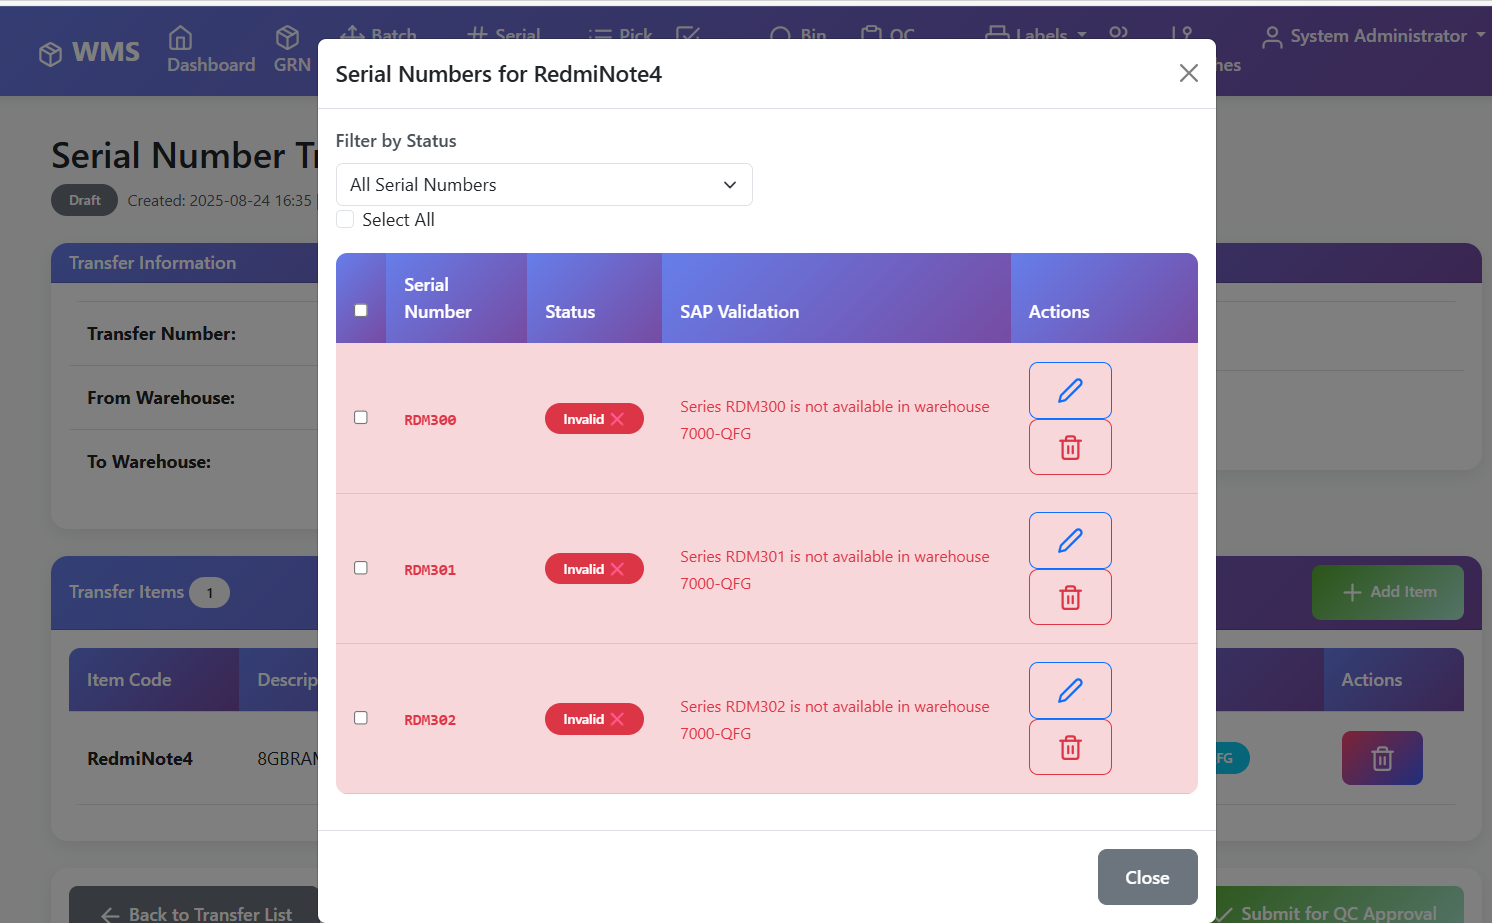 WMS
Dashboard
GRN
Batch
Serial
Pick
Bin
QC
Labels
System Administrator
Serial Numbers for RedmiNote4
Filter by Status
All Serial Numbers
Select All
Serial Number
Status
SAP Validation
Actions
RDM300
Invalid
Series RDM300 is not available in warehouse
7000-QFG
RDM301
Invalid
Series RDM301 is not available in warehouse
7000-QFG
RDM302
Invalid
Series RDM302 is not available in warehouse
7000-QFG
Close
Serial Number
Draft
Created: 2025-08-24 16:35
Transfer Information
Transfer Number:
From Warehouse:
To Warehouse:
Transfer Items 1
Add Item
Item Code
Descrip
Actions
RedmiNote4
8GBRAM
FG
Back to Transfer List
Submit for QC Approval